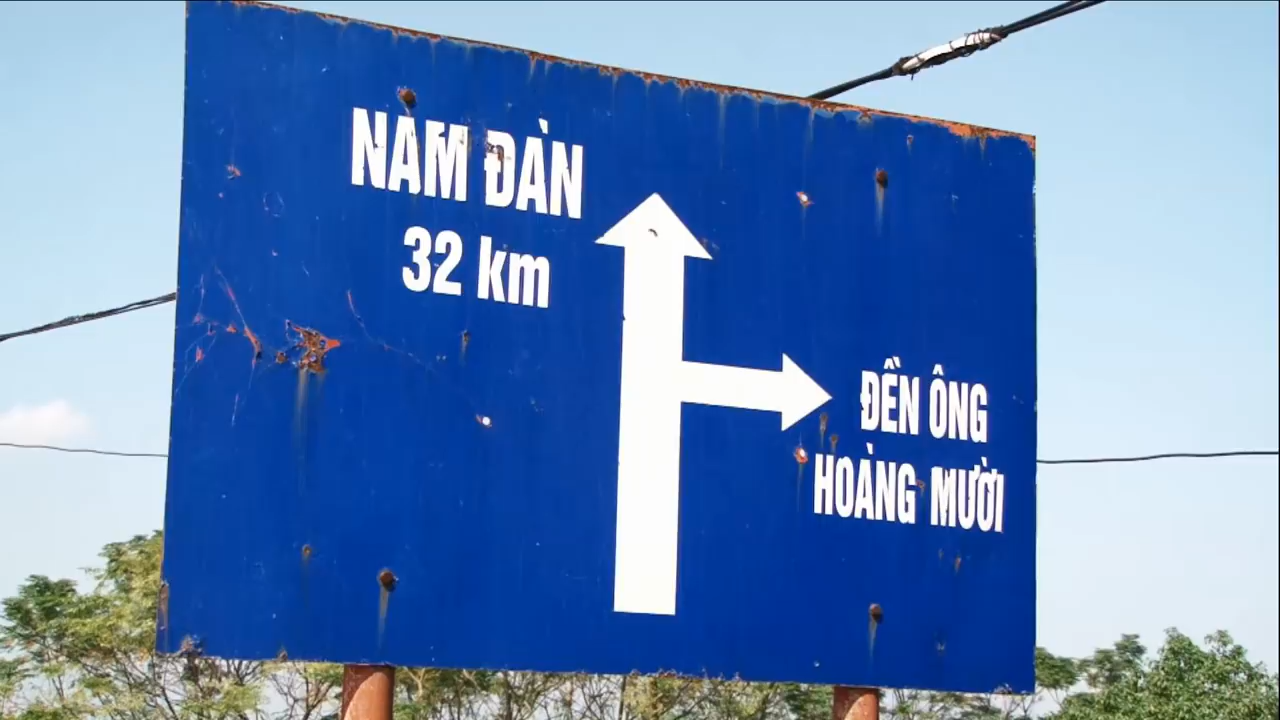 NAM ĐÀN
32 km
ĐỀN ÔNG
HOÀNG MƯỜI